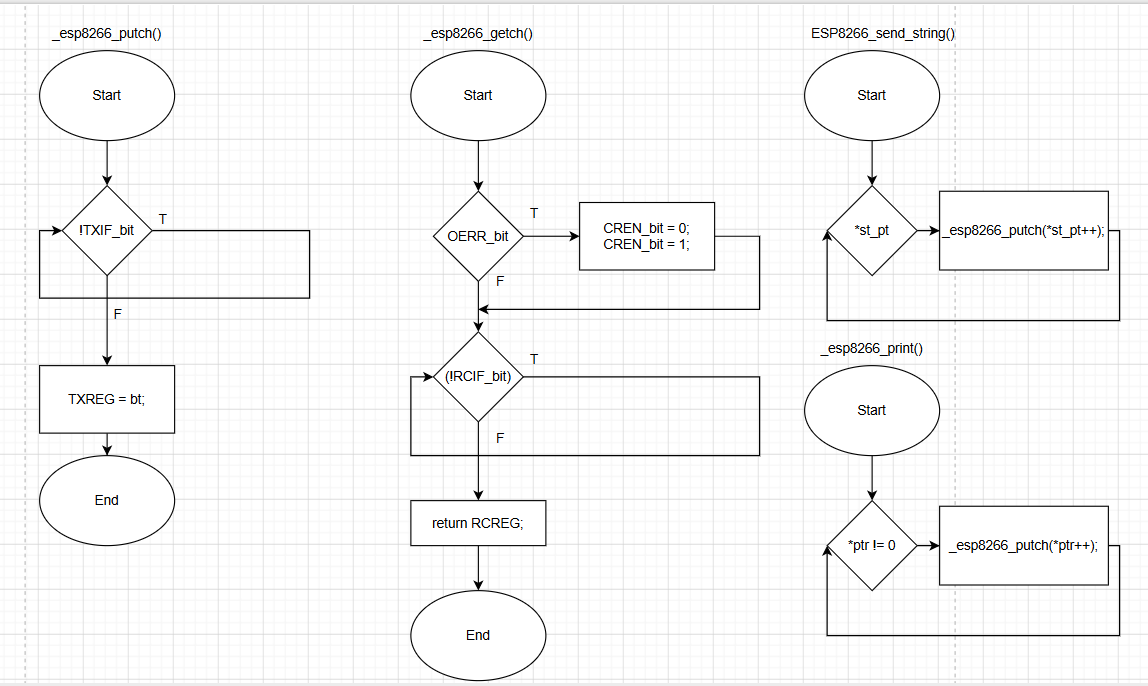 _esp8266_putch()
Start
!TXIF_bit
T
F
TXREG = bt;
End
_esp8266_getch()
Start
OERR_bit
T
CREN_bit = 0;
CREN_bit = 1;
F
(!RCIF_bit)
T
F
return RCREG;
End
ESP8266_send_string()
Start
*st_pt
_esp8266_putch(*st_pt++);
_esp8266_print()
Start
*ptr != 0
_esp8266_putch(*ptr++);